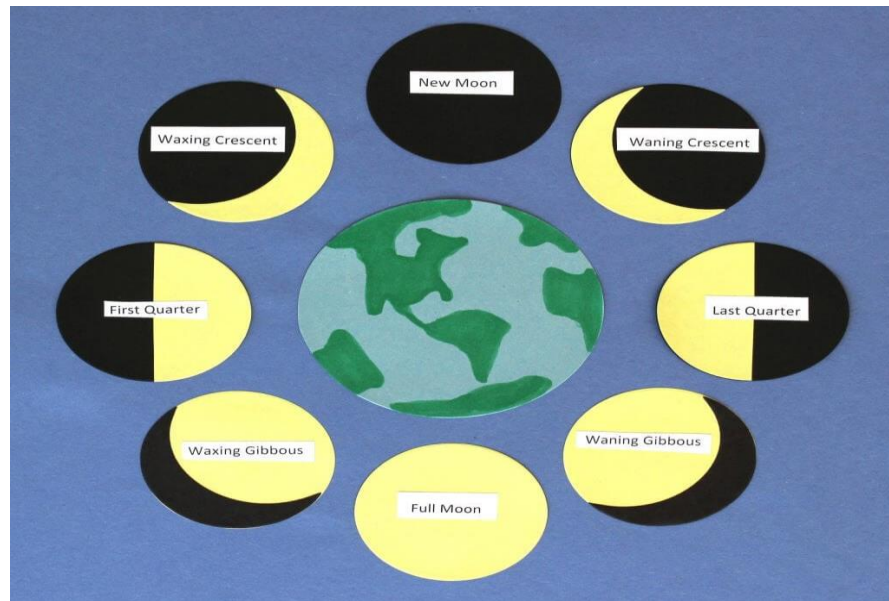 New Moon
Waxing Crescent
Waning Crescent
First Quarter
Last Quarter
Waxing Gibbous
Waning Gibbous
Full Moon